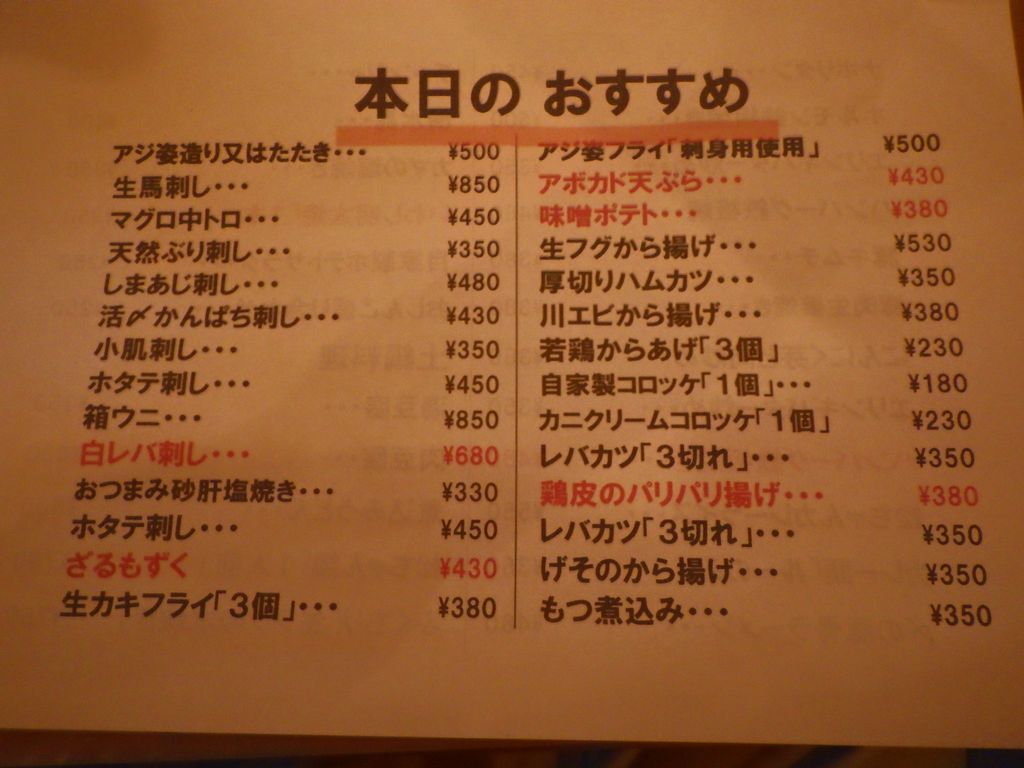 本日の おすすめ
アジ姿造り又はたたき・・・ ¥500
生馬刺し・・・ ¥850
マグロ中トロ・・・ ¥450
天然ぶり刺し・・・ ¥350
しまあじ刺し・・・ ¥480
活〆かんぱち刺し・・・ ¥430
小肌刺し・・・ ¥350
ホタテ刺し・・・ ¥450
箱ウニ・・・ ¥850
白レバ刺し・・・ ¥680
おつまみ砂肝塩焼き・・・ ¥330
ホタテ刺し・・・ ¥450
ざるもずく ¥430
生カキフライ「3個」・・・ ¥380
アジ姿フライ「刺身用使用」 ¥500
アボカド天ぷら・・・ ¥430
味噌ポテト・・・ ¥380
生フグから揚げ・・・ ¥530
厚切りハムカツ・・・ ¥350
川エビから揚げ・・・ ¥380
若鶏からあげ「3個」 ¥230
自家製コロッケ「1個」・・・ ¥180
カニクリームコロッケ「1個」 ¥230
レバカツ「3切れ」・・・ ¥350
鶏皮のパリパリ揚げ・・・ ¥380
レバカツ「3切れ」・・・ ¥350
げそのから揚げ・・・ ¥350
もつ煮込み・・・ ¥350